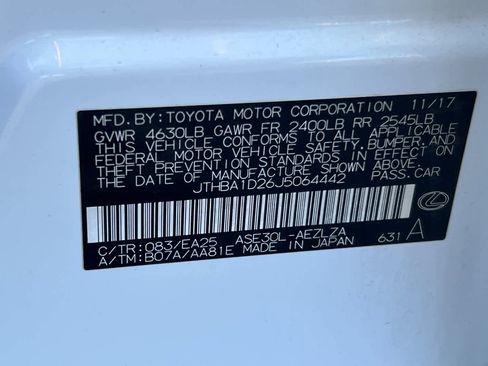 MFD. BY: TOYOTA MOTOR CORPORATION 11/17
GVWR 4630LB GAWR FR 2400LB RR 2545LB
THIS VEHICLE CONFORMS TO ALL APPLICABLE
FEDERAL MOTOR VEHICLE SAFETY, BUMPER, AND
THEFT PREVENTION STANDARDS IN EFFECT ON
THE DATE OF MANUFACTURE SHOWN ABOVE.
JTHBA1D26J5064442 PASS. CAR
C/TR: 083/EA25 ASE30L-AEZLZA
A/TM: B07A/AA81E MADE IN JAPAN 631 A